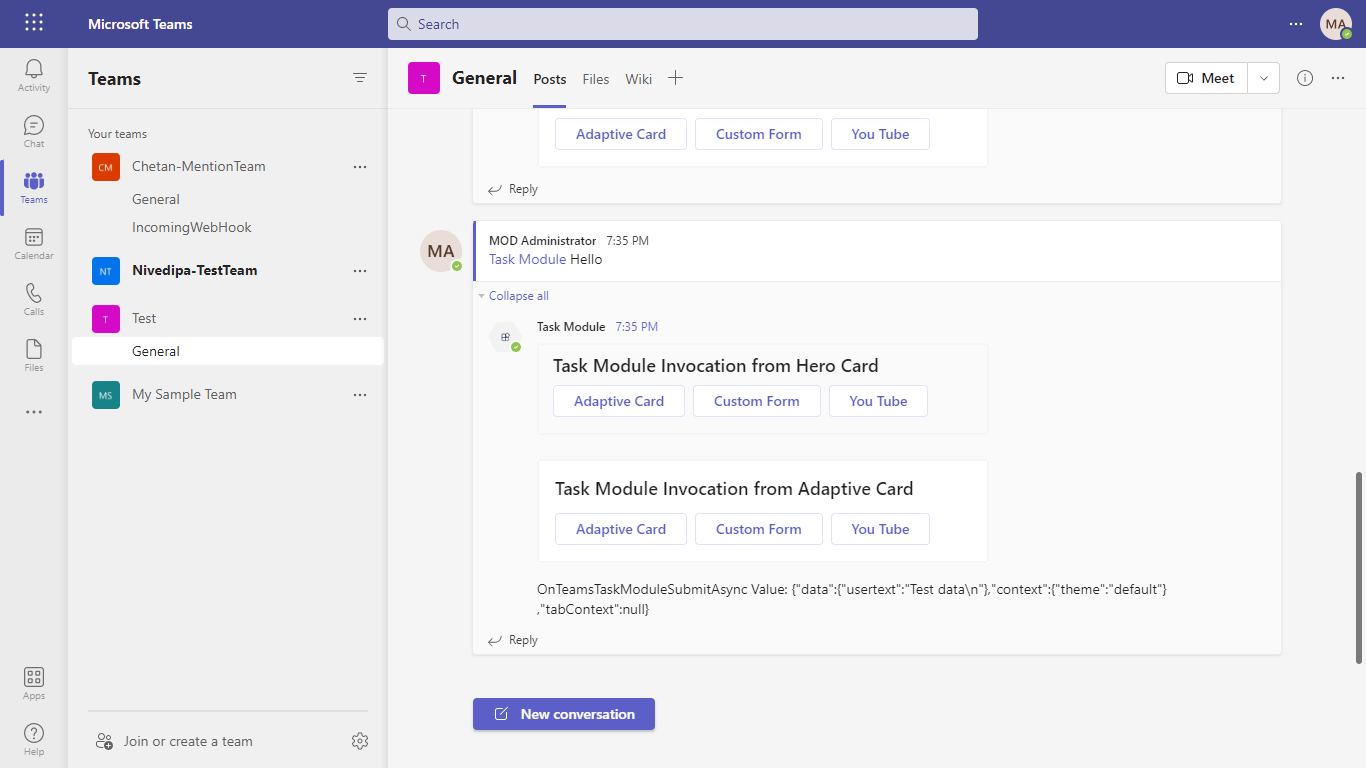 Microsoft Teams
Search
MA
Activity
Chat
Teams
Calendar
Calls
Files
Apps
Help
Teams
Your teams
CM Chetan-MentionTeam
General
IncomingWebHook
NT Nivedipa-TestTeam
T Test
General
MS My Sample Team
Join or create a team
T General Posts Files Wiki
Meet
Adaptive Card Custom Form You Tube
Reply
MA
MOD Administrator 7:35 PM
Task Module Hello
Collapse all
Task Module 7:35 PM
Task Module Invocation from Hero Card
Adaptive Card Custom Form You Tube
Task Module Invocation from Adaptive Card
Adaptive Card Custom Form You Tube
OnTeamsTaskModuleSubmitAsync Value: {"data":{"usertext":"Test data\n"},"context":{"theme":"default"}
,"tabContext":null}
Reply
New conversation